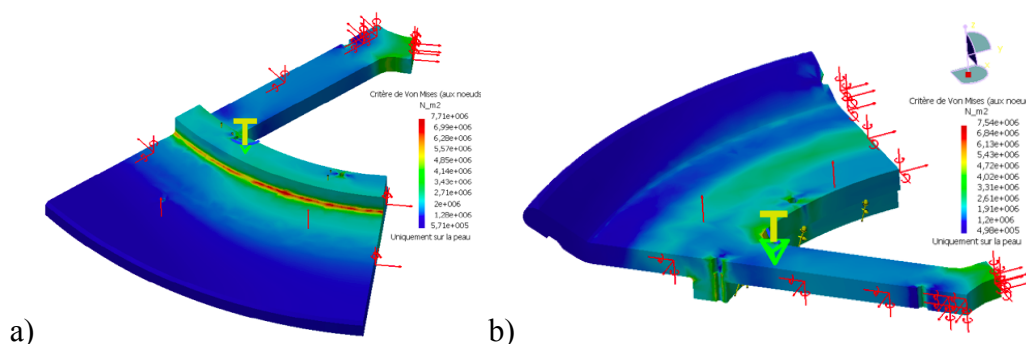 Critère de Von Mises (aux noeuds
N_m2
7,71e+006
6,99e+006
6,28e+006
5,57e+006
4,85e+006
4,14e+006
3,43e+006
2,71e+006
2e+006
1,28e+006
5,71e+005
Uniquement sur la peau
T
a)
Critère de Von Mises (aux noeuds
N_m2
7,54e+006
6,84e+006
6,13e+006
5,43e+006
4,72e+006
4,02e+006
3,31e+006
2,61e+006
1,91e+006
1,2e+006
4,98e+005
Uniquement sur la peau
T
b)